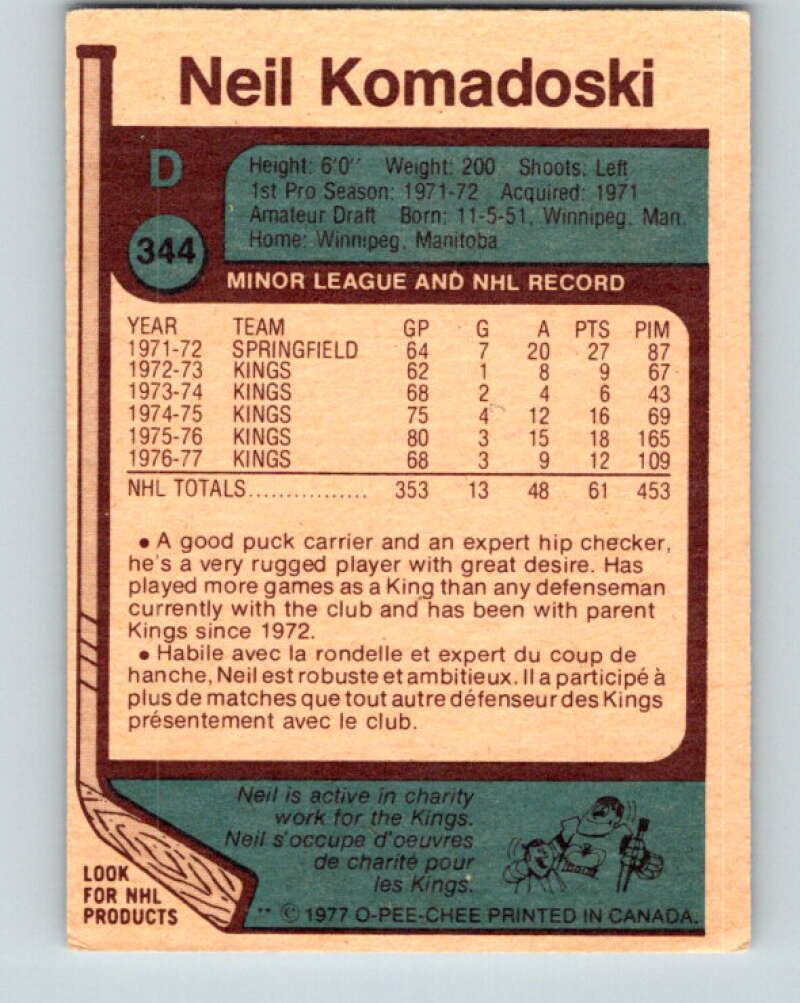 Neil Komadoski
D
344
Height: 6'0" Weight: 200 Shoots: Left
1st Pro Season: 1971-72 Acquired: 1971
Amateur Draft Born: 11-5-51, Winnipeg, Man.
Home: Winnipeg, Manitoba
MINOR LEAGUE AND NHL RECORD
YEAR TEAM GP G A PTS PIM
1971-72 SPRINGFIELD 64 7 20 27 87
1972-73 KINGS 62 1 8 9 67
1973-74 KINGS 68 2 4 6 43
1974-75 KINGS 75 4 12 16 69
1975-76 KINGS 80 3 15 18 165
1976-77 KINGS 68 3 9 12 109
NHL TOTALS................ 353 13 48 61 453
• A good puck carrier and an expert hip checker,
he's a very rugged player with great desire. Has
played more games as a King than any defenseman
currently with the club and has been with parent
Kings since 1972.
• Habile avec la rondelle et expert du coup de
hanche, Neil est robuste et ambitieux. Il a participé à
plus de matches que tout autre défenseur des Kings
présentement avec le club.
Neil is active in charity
work for the Kings.
Neil s'occupe d'oeuvres
de charité pour
les Kings.
LOOK
FOR NHL
PRODUCTS
** © 1977 O-PEE-CHEE PRINTED IN CANADA.